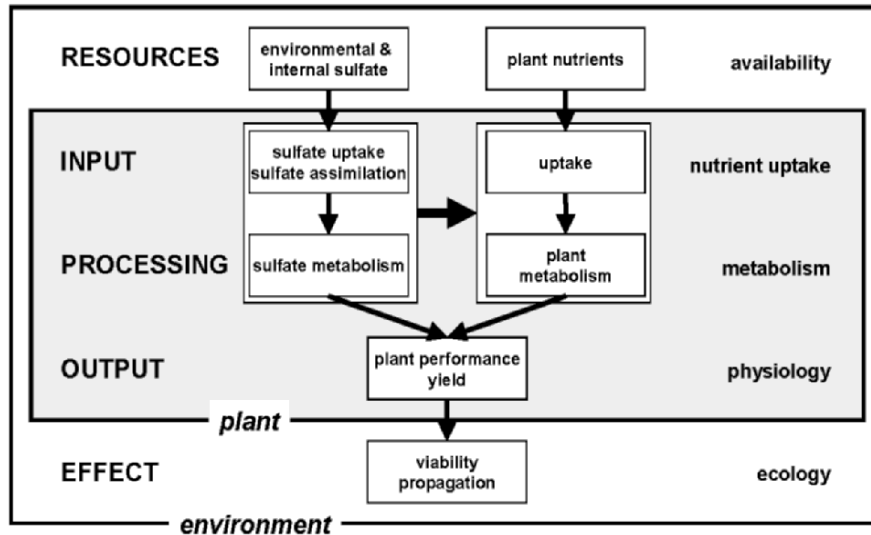 RESOURCES
environmental &
internal sulfate
plant nutrients
availability
INPUT
sulfate uptake
sulfate assimilation
uptake
nutrient uptake
PROCESSING
sulfate metabolism
plant
metabolism
metabolism
OUTPUT
plant performance
yield
physiology
plant
EFFECT
viability
propagation
ecology
environment